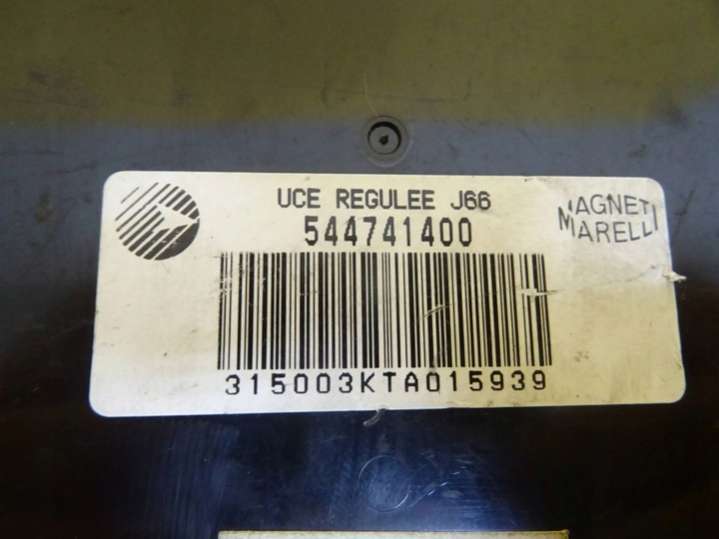 UCE REGULEE J66
544741400
MAGNETI
MARELLI
315003KTA015939